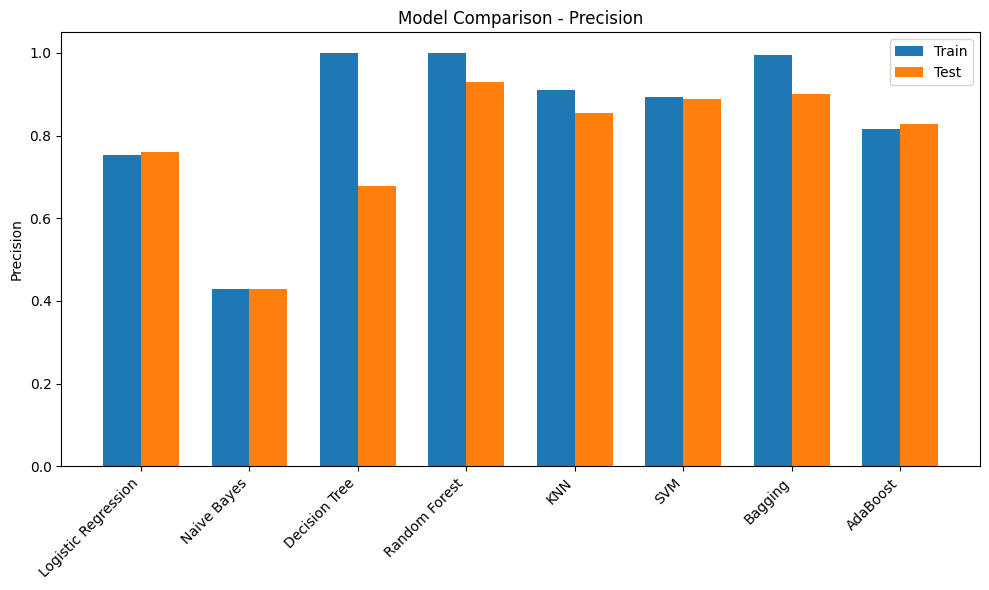 Model Comparison - Precision
Train
Test
Precision
1.0
0.8
0.6
0.4
0.2
0.0
Logistic Regression
Naive Bayes
Decision Tree
Random Forest
KNN
SVM
Bagging
AdaBoost